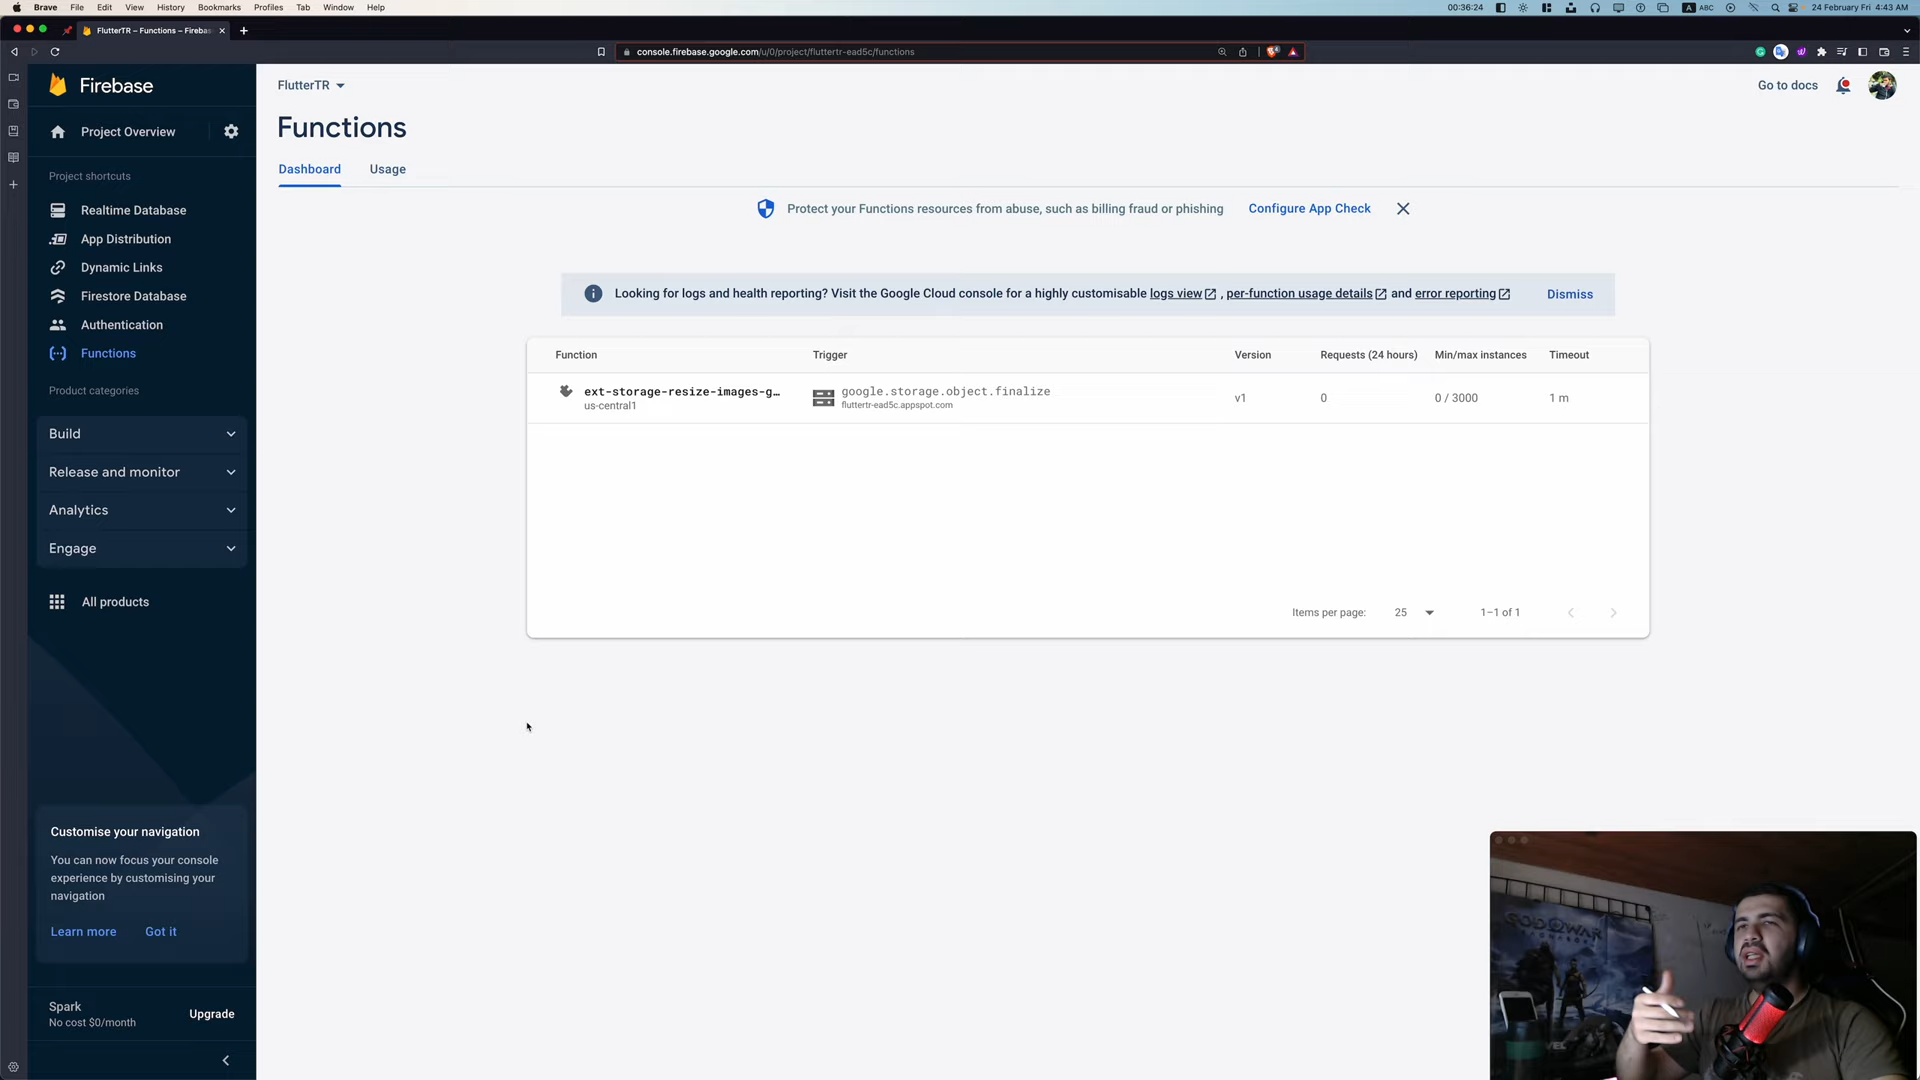 Brave File Edit View History Bookmarks Profiles Tab Window Help 00:36:24 A ABC 24 February Fri 4:43 AM
FlutterTR – Functions – Fireba
console.firebase.google.com/u/0/project/fluttertr-ead5c/functions
Firebase
Project Overview
Project shortcuts
Realtime Database
App Distribution
Dynamic Links
Firestore Database
Authentication
Functions
Product categories
Build
Release and monitor
Analytics
Engage
All products
Customise your navigation
You can now focus your console
experience by customising your
navigation
Learn more Got it
Spark
No cost $0/month
Upgrade
FlutterTR
Go to docs
Functions
Dashboard Usage
Protect your Functions resources from abuse, such as billing fraud or phishing Configure App Check
Looking for logs and health reporting? Visit the Google Cloud console for a highly customisable logs view , per-function usage details and error reporting Dismiss
Function Trigger Version Requests (24 hours) Min/max instances Timeout
ext-storage-resize-images-g… google.storage.object.finalize v1 0 0 / 3000 1 m
us-central1 fluttertr-ead5c.appspot.com
Items per page: 25 1–1 of 1
GOD OF WAR